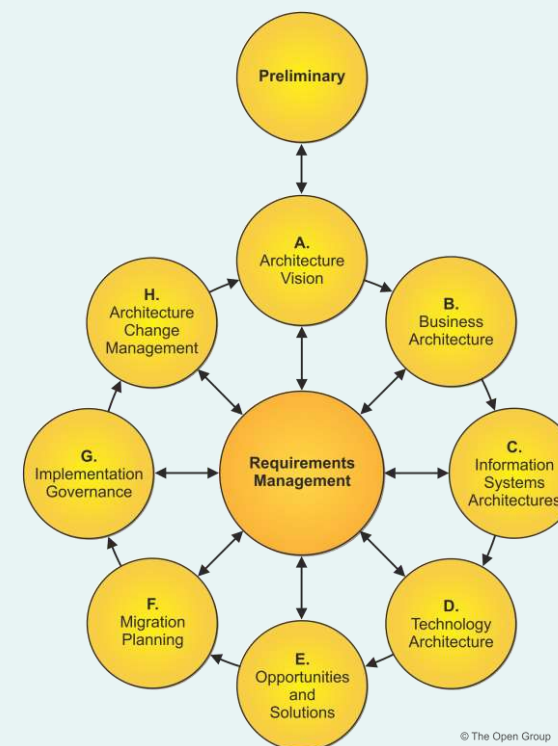 Preliminary
A.
Architecture
Vision
B.
Business
Architecture
C.
Information
Systems
Architectures
D.
Technology
Architecture
E.
Opportunities
and
Solutions
F.
Migration
Planning
G.
Implementation
Governance
H.
Architecture
Change
Management
Requirements
Management
© The Open Group